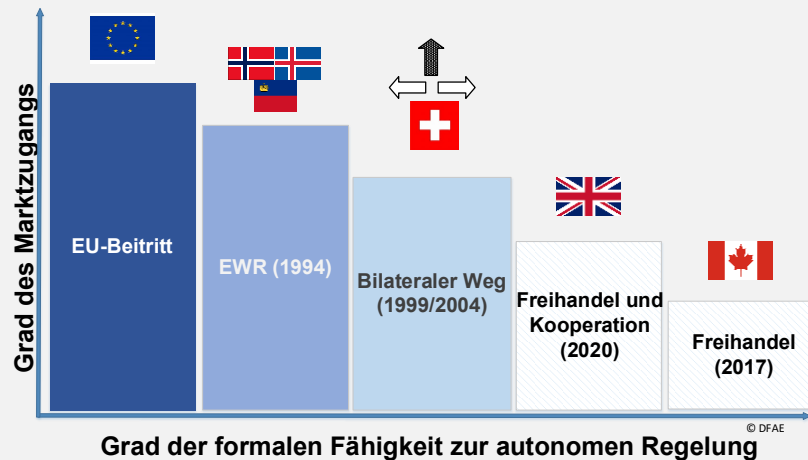 Grad des Marktzugangs
EU-Beitritt
EWR (1994)
Bilateraler Weg
(1999/2004)
Freihandel und
Kooperation
(2020)
Freihandel
(2017)
© DFAE
Grad der formalen Fähigkeit zur autonomen Regelung